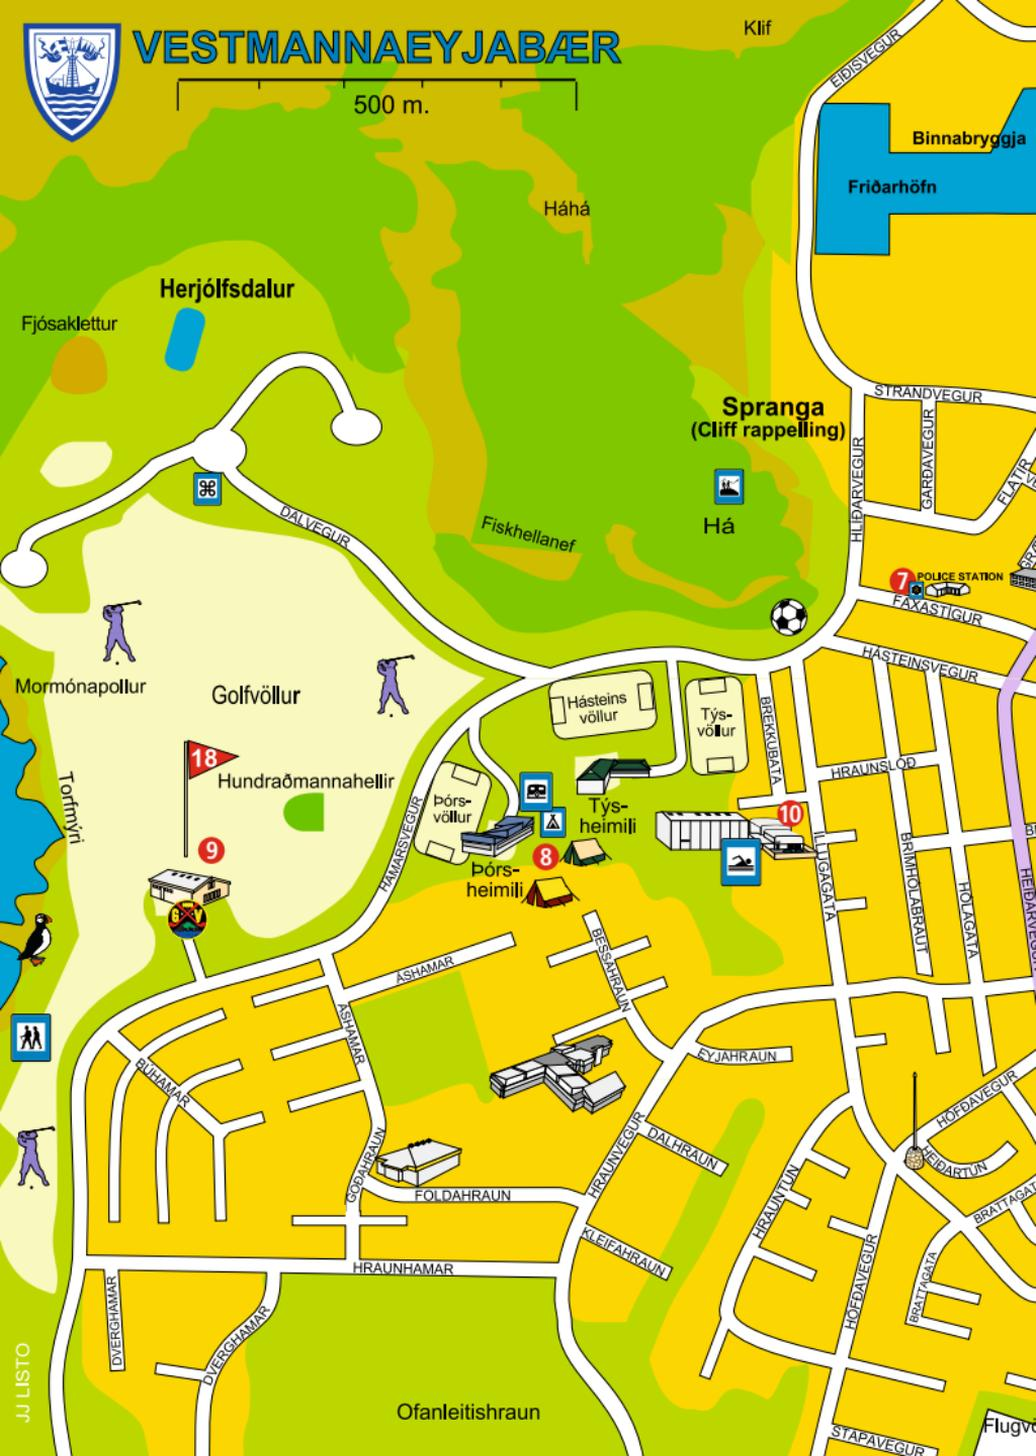 VESTMANNAEYJABÆR
500 m.
Klif
EIÐISVEGUR
Binnabryggja
Friðarhöfn
Háhá
Herjólfsdalur
Fjósaklettur
STRANDVEGUR
Spranga
(Cliff rappelling)
GARÐAVEGUR
HLÍÐARVEGUR
FLATIR
DALVEGUR
Fiskhellanef
Há
7
POLICE STATION
FAXASTÍGUR
HÁSTEINSVEGUR
Mormónapollur
Golfvöllur
Hásteins
völlur
Týs-
völlur
BREKKUGATA
18
Hundraðmannahellir
HRAUNSLÓÐ
Torfmýri
Þórs-
völlur
Týs-
heimili
10
HAMARSVEGUR
9
8
Þórs-
heimili
ILLUGAGATA
BRIMHÓLABRAUT
HÓLAGATA
HEIÐARVEGUR
G V
BESSAHRAUN
ÁSHAMAR
ÁSHAMAR
EYJAHRAUN
BÚHAMAR
HÖFÐAVEGUR
HEIÐARTÚN
HRAUNVEGUR
DALHRAUN
GOÐAHRAUN
FOLDAHRAUN
HRAUNTÚN
BRATTAGATA
KLEIFAHRAUN
HRAUNHAMAR
HÖFÐAVEGUR
BRATTAGATA
DVERGHAMAR
DVERGHAMAR
JJ LISTO
Ofanleitishraun
Flugv
STAPAVEGUR